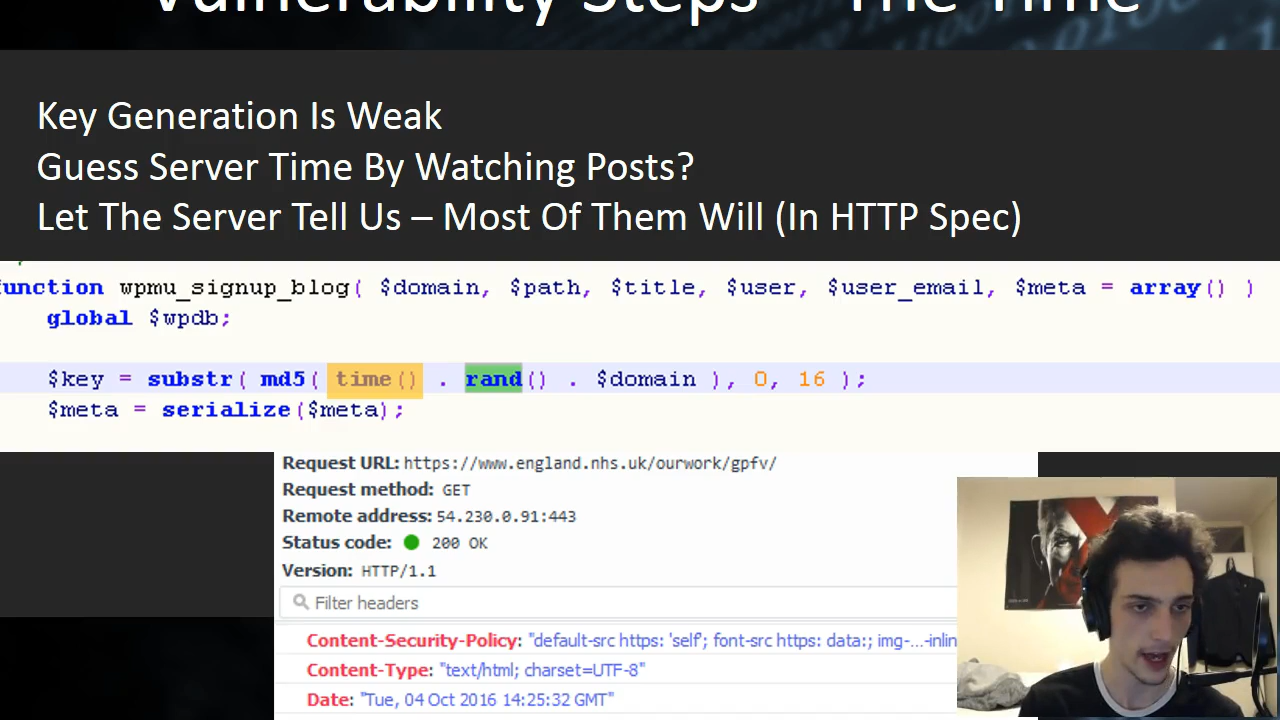 Vulnerability Steps – The Time
Key Generation Is Weak
Guess Server Time By Watching Posts?
Let The Server Tell Us – Most Of Them Will (In HTTP Spec)
function wpmu_signup_blog( $domain, $path, $title, $user, $user_email, $meta = array() )
global $wpdb;
$key = substr( md5( time() . rand() . $domain ), 0, 16 );
$meta = serialize($meta);
Request URL: https://www.england.nhs.uk/ourwork/gpfv/
Request method: GET
Remote address: 54.230.0.91:443
Status code: 200 OK
Version: HTTP/1.1
Filter headers
Content-Security-Policy: "default-src https: 'self'; font-src https: data:; img-...-inlin
Content-Type: "text/html; charset=UTF-8"
Date: "Tue, 04 Oct 2016 14:25:32 GMT"